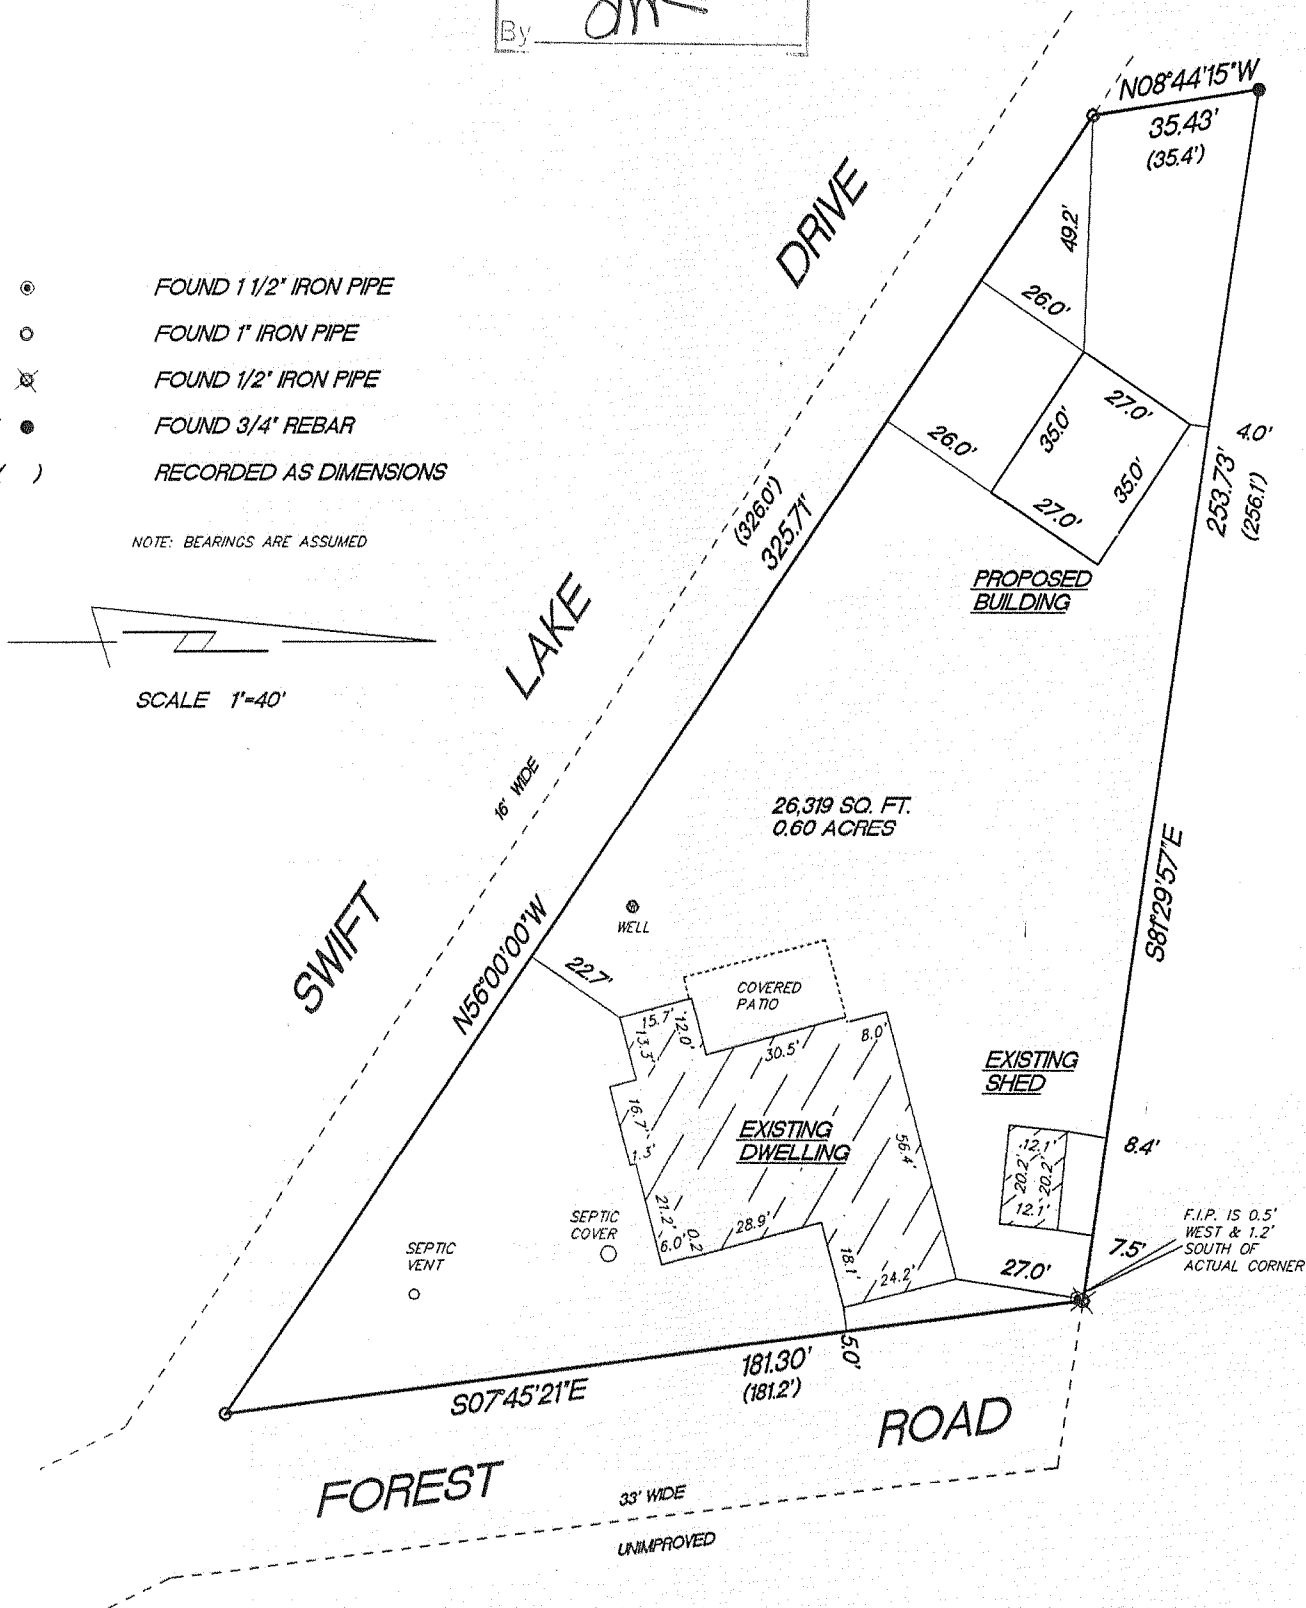 By
N08°44'15"W
35.43'
(35.4')
DRIVE
49.2'
26.0'
27.0'
4.0'
35.0'
26.0'
35.0'
27.0'
253.73'
(256.1')
(326.0')
325.71'
PROPOSED
BUILDING
FOUND 1 1/2" IRON PIPE
FOUND 1" IRON PIPE
FOUND 1/2" IRON PIPE
FOUND 3/4" REBAR
( ) RECORDED AS DIMENSIONS
NOTE: BEARINGS ARE ASSUMED
SCALE 1"=40'
LAKE
16' WIDE
26,319 SQ. FT.
0.60 ACRES
S81°29'57"E
SWIFT
N56°00'00"W
WELL
22.7'
COVERED
PATIO
15.7'
12.0'
13.3'
30.5'
8.0'
EXISTING
SHED
16.7'
1.3'
EXISTING
DWELLING
56.4'
12.1'
20.2'
20.2'
12.1'
8.4'
21.2'
6.0'
0.2'
28.9'
18.1'
24.2'
SEPTIC
COVER
SEPTIC
VENT
27.0'
7.5'
F.I.P. IS 0.5'
WEST & 1.2'
SOUTH OF
ACTUAL CORNER
5.0'
181.30'
(181.2')
S07°45'21"E
ROAD
FOREST
33' WIDE
UNIMPROVED